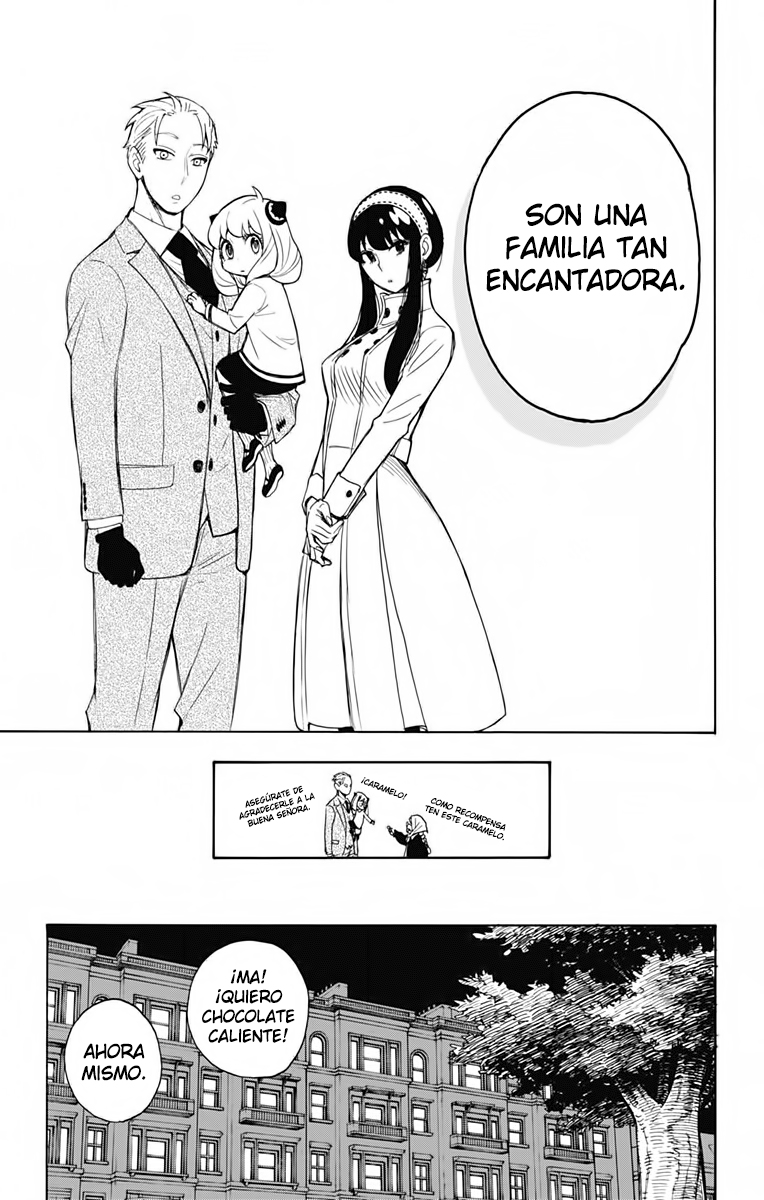 SON UNA
FAMILIA TAN
ENCANTADORA.
ASEGÚRATE DE
AGRADECERLE A LA
BUENA SEÑORA.
¡CARAMELO!
COMO RECOMPENSA
TEN ESTE CARAMELO.
¡MA!
¡QUIERO
CHOCOLATE
CALIENTE!
AHORA
MISMO.